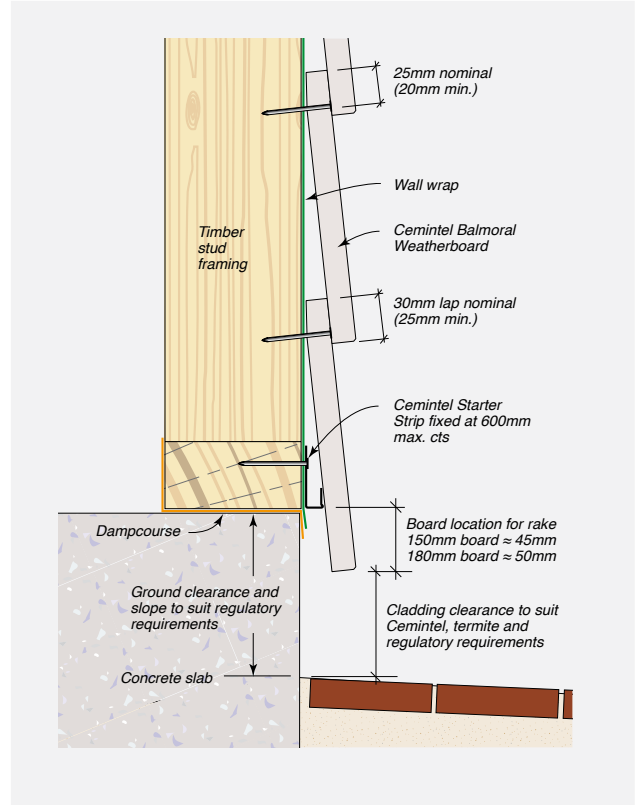 25mm nominal
(20mm min.)
Wall wrap
Timber
stud
framing
Cemintel Balmoral
Weatherboard
30mm lap nominal
(25mm min.)
Cemintel Starter
Strip fixed at 600mm
max. cts
Dampcourse
Board location for rake
150mm board ≈ 45mm
180mm board ≈ 50mm
Ground clearance and
slope to suit regulatory
requirements
Cladding clearance to suit
Cemintel, termite and
regulatory requirements
Concrete slab